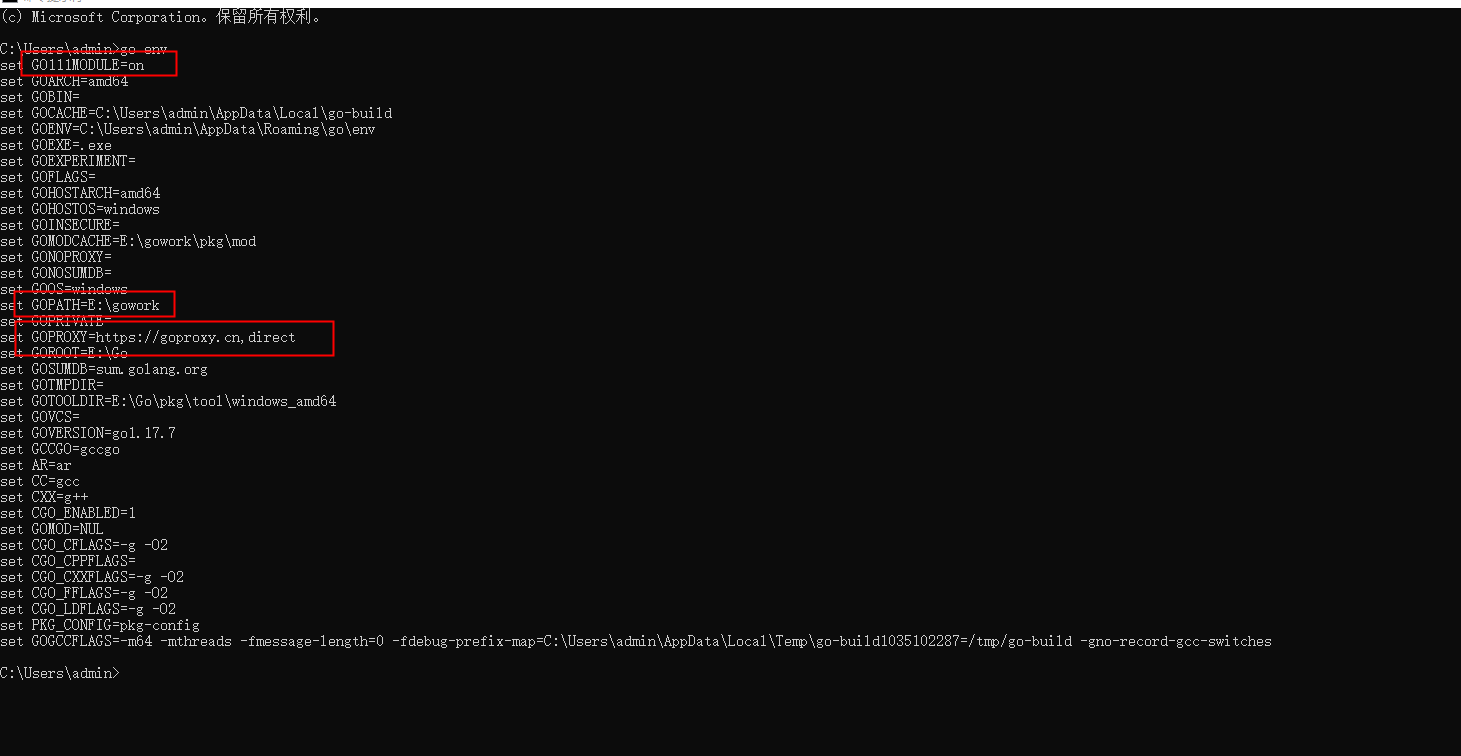 (c) Microsoft Corporation。保留所有权利。
C:\Users\admin>go env
set GO111MODULE=on
set GOARCH=amd64
set GOBIN=
set GOCACHE=C:\Users\admin\AppData\Local\go-build
set GOENV=C:\Users\admin\AppData\Roaming\go\env
set GOEXE=.exe
set GOEXPERIMENT=
set GOFLAGS=
set GOHOSTARCH=amd64
set GOHOSTOS=windows
set GOINSECURE=
set GOMODCACHE=E:\gowork\pkg\mod
set GONOPROXY=
set GONOSUMDB=
set GOOS=windows
set GOPATH=E:\gowork
set GOPRIVATE=
set GOPROXY=https://goproxy.cn,direct
set GOROOT=E:\Go
set GOSUMDB=sum.golang.org
set GOTMPDIR=
set GOTOOLDIR=E:\Go\pkg\tool\windows_amd64
set GOVCS=
set GOVERSION=go1.17.7
set GCCGO=gccgo
set AR=ar
set CC=gcc
set CXX=g++
set CGO_ENABLED=1
set GOMOD=NUL
set CGO_CFLAGS=-g -O2
set CGO_CPPFLAGS=
set CGO_CXXFLAGS=-g -O2
set CGO_FFLAGS=-g -O2
set CGO_LDFLAGS=-g -O2
set PKG_CONFIG=pkg-config
set GOGCCFLAGS=-m64 -mthreads -fmessage-length=0 -fdebug-prefix-map=C:\Users\admin\AppData\Local\Temp\go-build1035102287=/tmp/go-build -gno-record-gcc-switches
C:\Users\admin>